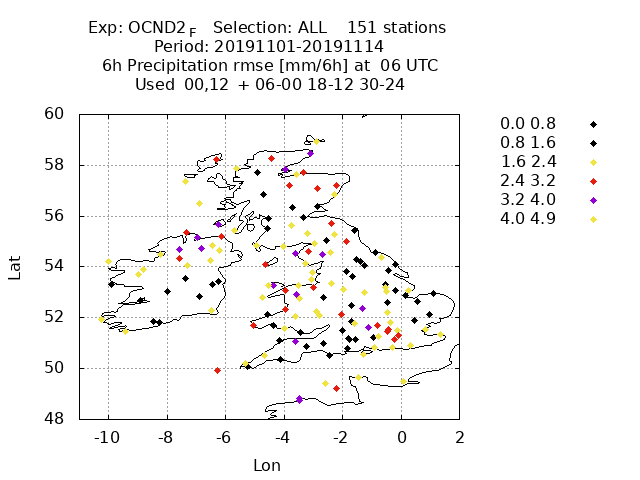 Exp: OCND2 F Selection: ALL 151 stations
Period: 20191101-20191114
6h Precipitation rmse [mm/6h] at 06 UTC
Used 00,12 + 06-00 18-12 30-24
60
58
56
54
52
50
48
Lat
-10 -8 -6 -4 -2 0 2
Lon
0.0 0.8
0.8 1.6
1.6 2.4
2.4 3.2
3.2 4.0
4.0 4.9